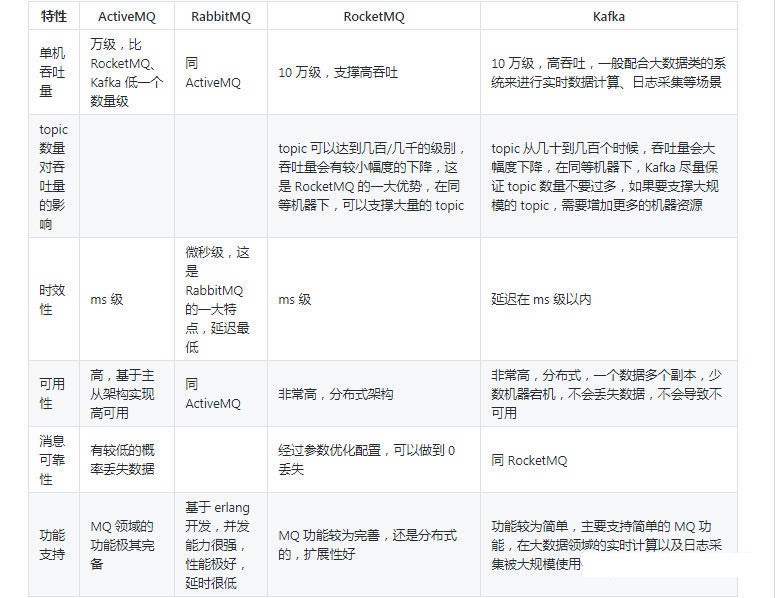 特性 ActiveMQ RabbitMQ RocketMQ Kafka
单机
吞吐
量
万级，比
RocketMQ、
Kafka 低一个
数量级
同
ActiveMQ
10 万级，支撑高吞吐
10 万级，高吞吐，一般配合大数据类的系
统来进行实时数据计算、日志采集等场景
topic
数量
对吞
吐量
的影
响
topic 可以达到几百/几千的级别，
吞吐量会有较小幅度的下降，这
是 RocketMQ 的一大优势，在同
等机器下，可以支撑大量的 topic
topic 从几十到几百个时候，吞吐量会大
幅度下降，在同等机器下，Kafka 尽量保
证 topic 数量不要过多，如果要支撑大规
模的 topic，需要增加更多的机器资源
时效
性
ms 级
微秒级，这
是
RabbitMQ
的一大特
点，延迟最
低
ms 级
延迟在 ms 级以内
可用
性
高，基于主
从架构实现
高可用
同
ActiveMQ
非常高，分布式架构
非常高，分布式，一个数据多个副本，少
数机器宕机，不会丢失数据，不会导致不
可用
消息
可靠
性
有较低的概
率丢失数据
经过参数优化配置，可以做到 0
丢失
同 RocketMQ
功能
支持
MQ 领域的
功能极其完
备
基于 erlang
开发，并发
能力很强，
性能极好，
延时很低
MQ 功能较为完善，还是分布式
的，扩展性好
功能较为简单，主要支持简单的 MQ 功
能，在大数据领域的实时计算以及日志采
集被大规模使用